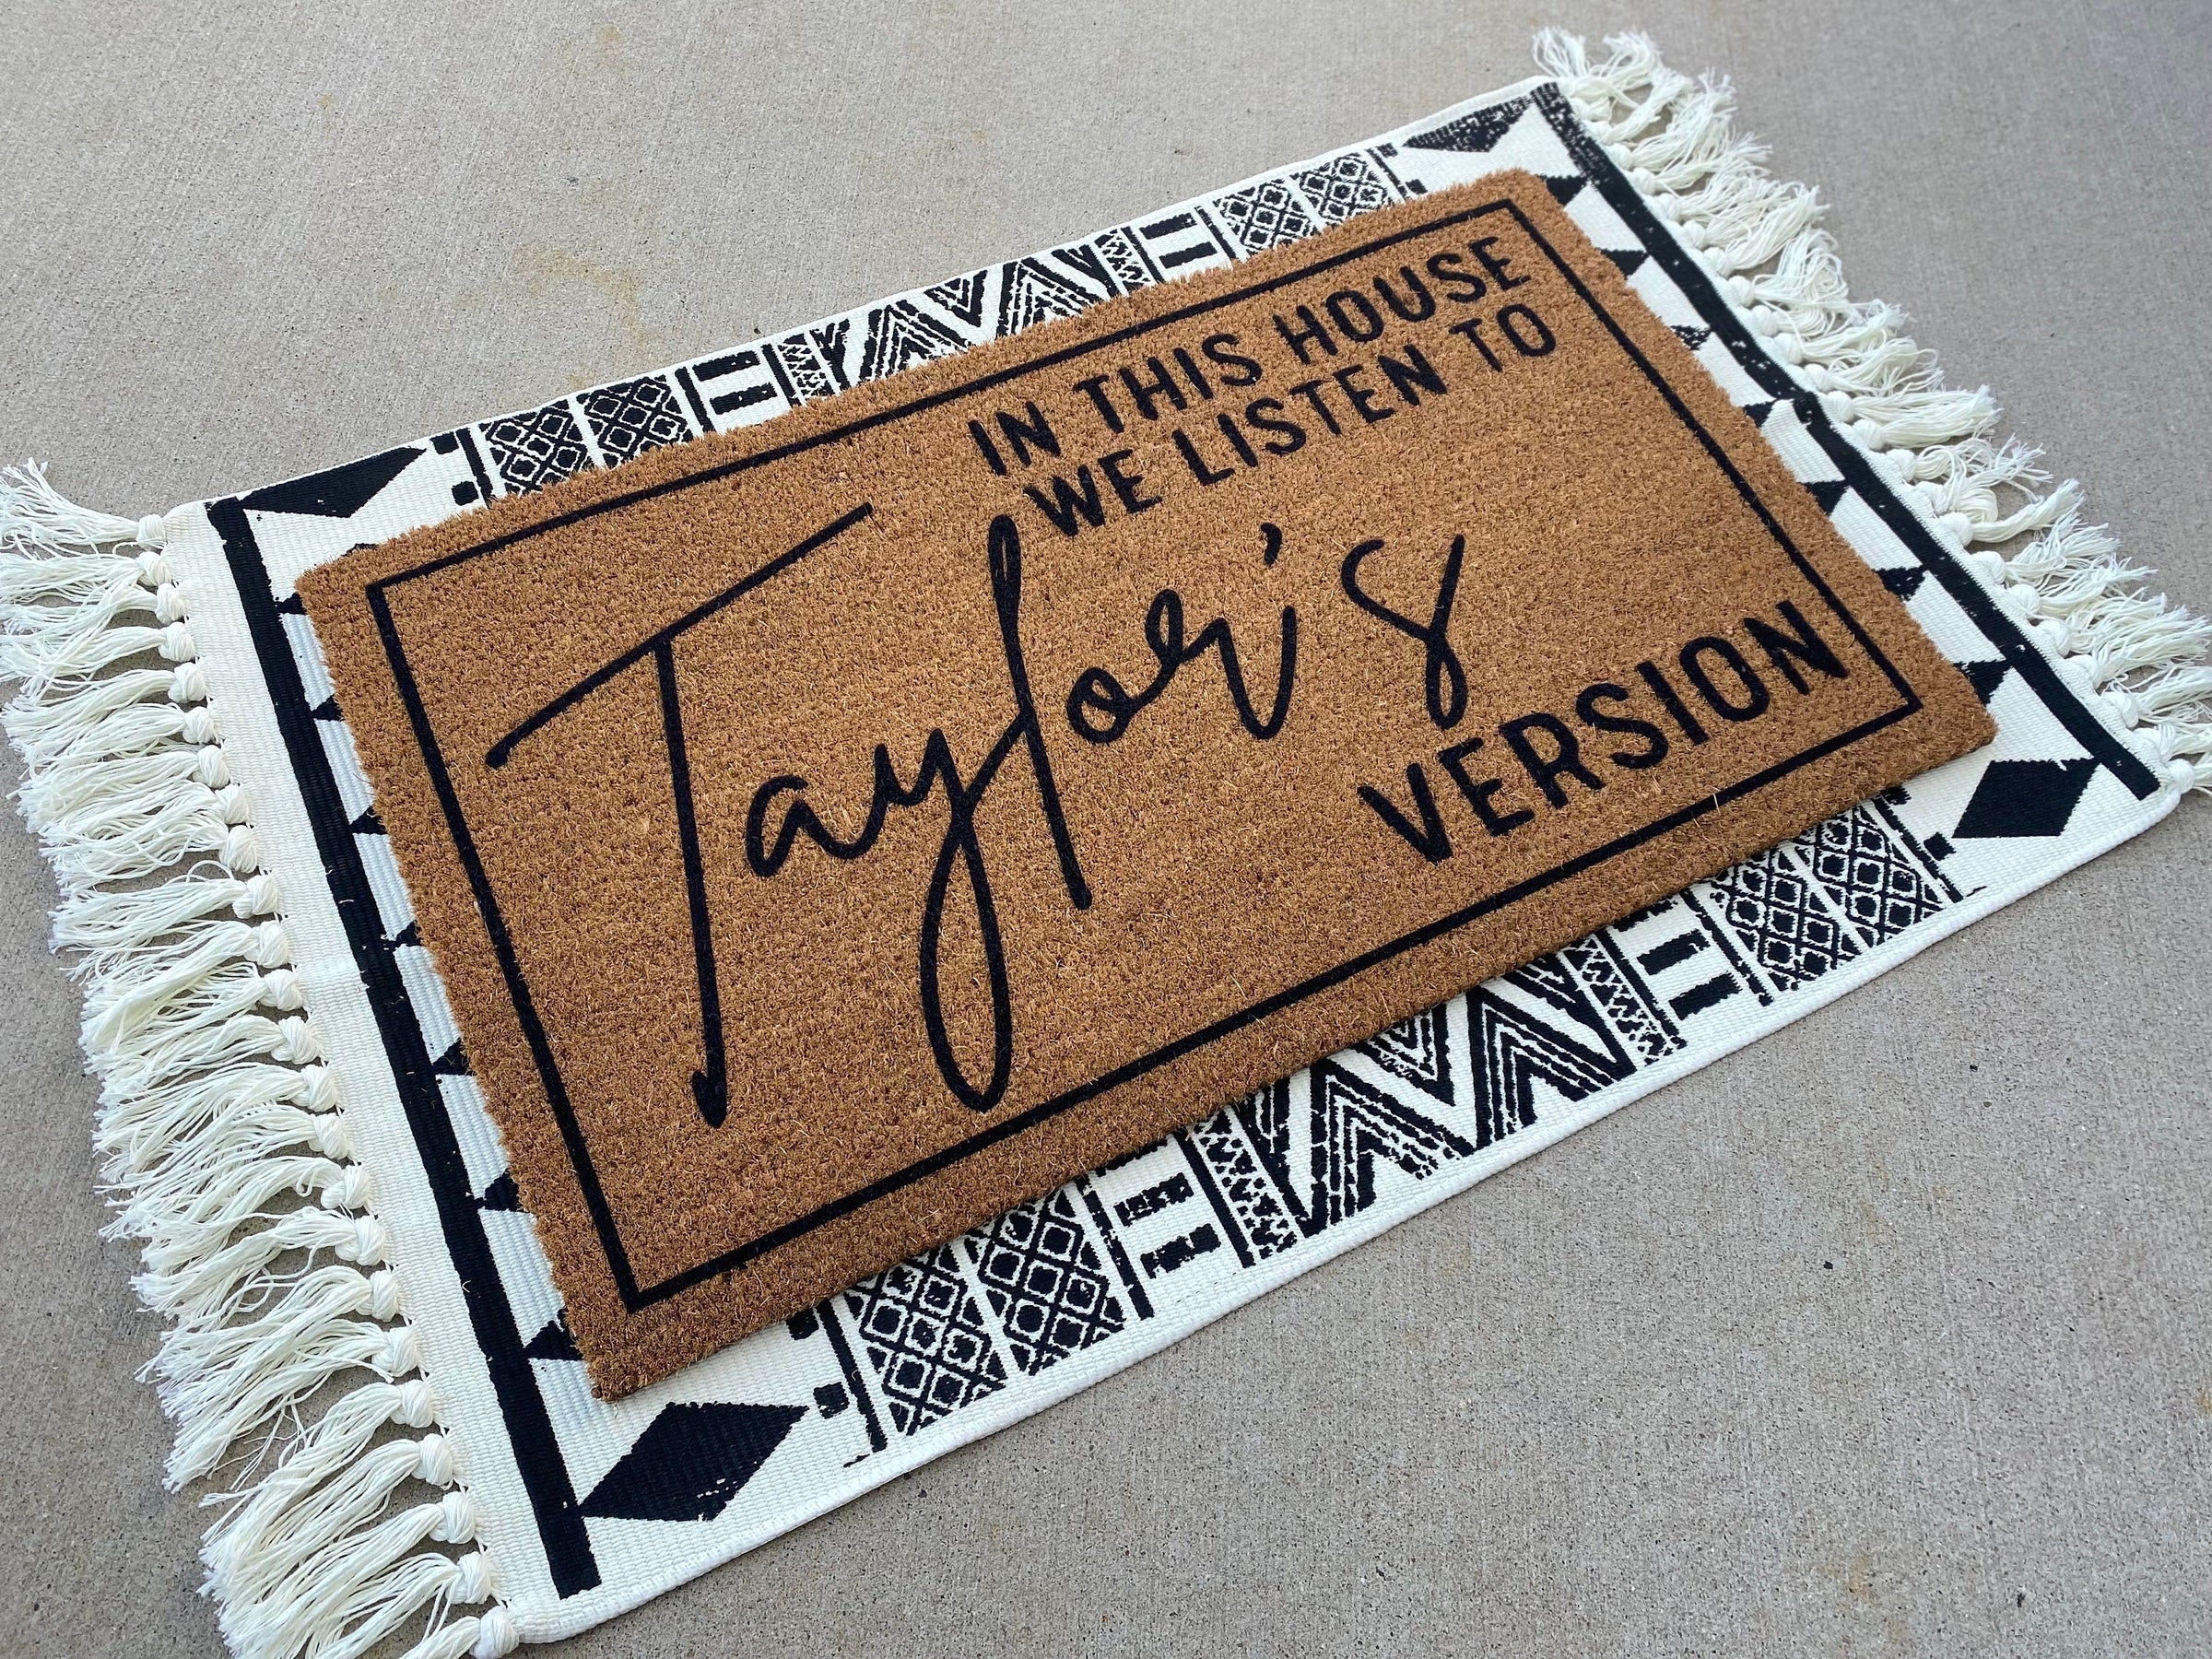 IN THIS HOUSE
WE LISTEN TO
Taylor's
VERSION